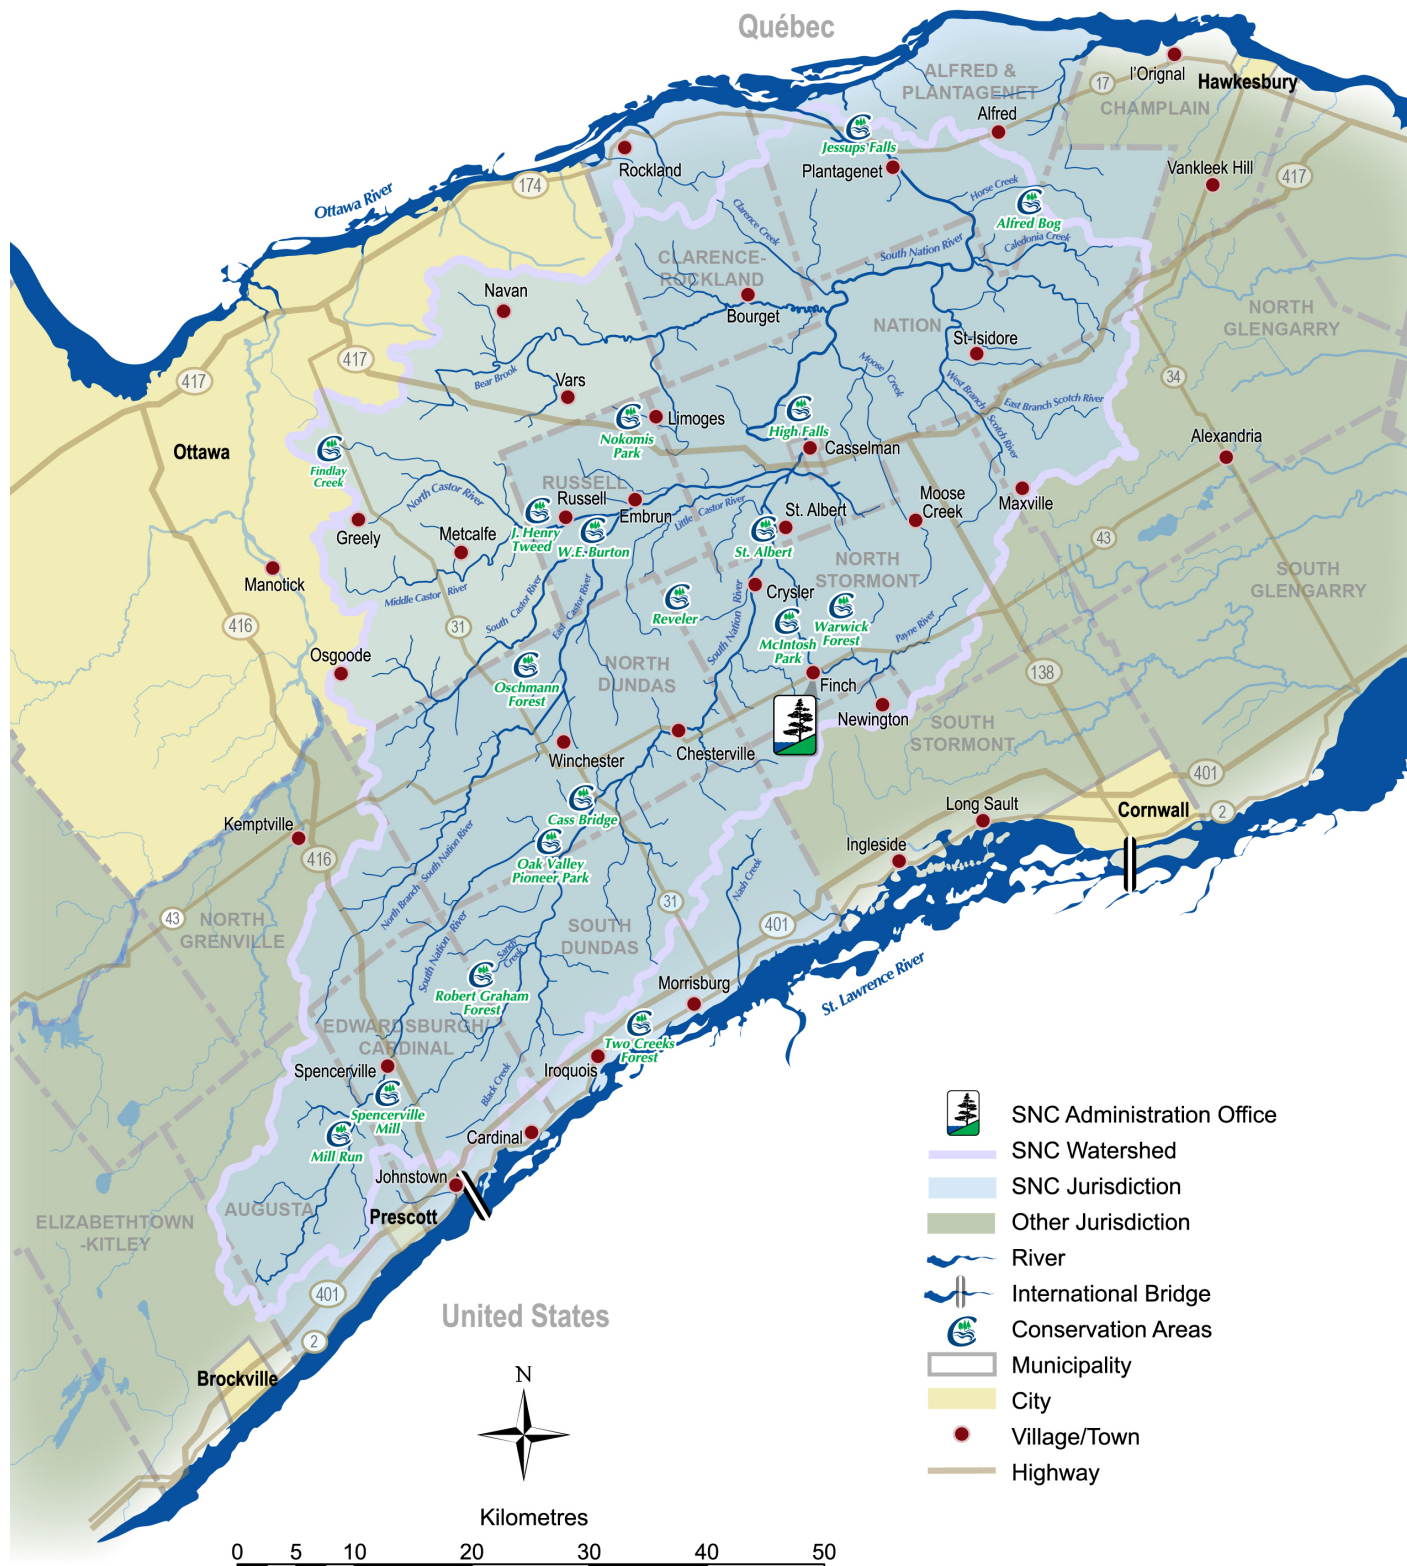 Québec
ALFRED &
PLANTAGENET
l'Orignal
Hawkesbury
17
CHAMPLAIN
Alfred
Jessups Falls
Rockland
Plantagenet
Vankleek Hill
417
174
Ottawa River
Horse Creek
Alfred Bog
Clarence Creek
Caledonia Creek
South Nation River
CLARENCE-
ROCKLAND
Navan
Bourget
NATION
NORTH
GLENGARRY
St-Isidore
417
417
Bear Brook
Vars
Moose Creek
West Branch Scotch River
34
East Branch Scotch River
Limoges
Nokomis
Park
High Falls
Casselman
Alexandria
Ottawa
Findlay
Creek
RUSSELL
Russell
North Castor River
Embrun
Little Castor River
Moose
Creek
Maxville
Greely
Metcalfe
J. Henry
Tweed
W.E. Burton
St. Albert
St. Albert
43
NORTH
STORMONT
SOUTH
GLENGARRY
Manotick
Middle Castor River
South Castor River
East Castor River
Reveler
Crysler
South Nation River
Warwick
Forest
McIntosh
Park
Payne River
416
31
Osgoode
Oschmann
Forest
NORTH
DUNDAS
Finch
138
Newington
SOUTH
STORMONT
Winchester
Chesterville
401
Cass Bridge
Long Sault
Cornwall
2
Kemptville
416
Oak Valley
Pioneer Park
Ingleside
North Branch South Nation River
Nash Creek
31
43
NORTH
GRENVILLE
South Nation River
Sandy
Creek
SOUTH
DUNDAS
401
St. Lawrence River
Robert Graham
Forest
Morrisburg
EDWARDSBURGH/
CARDINAL
Two Creeks
Forest
Spencerville
Iroquois
Black Creek
Spencerville
Mill
Mill Run
Cardinal
Johnstown
AUGUSTA
Prescott
ELIZABETHTOWN
-KITLEY
401
2
United States
Brockville
SNC Administration Office
SNC Watershed
SNC Jurisdiction
Other Jurisdiction
River
International Bridge
Conservation Areas
Municipality
City
Village/Town
Highway
N
Kilometres
0 5 10 20 30 40 50